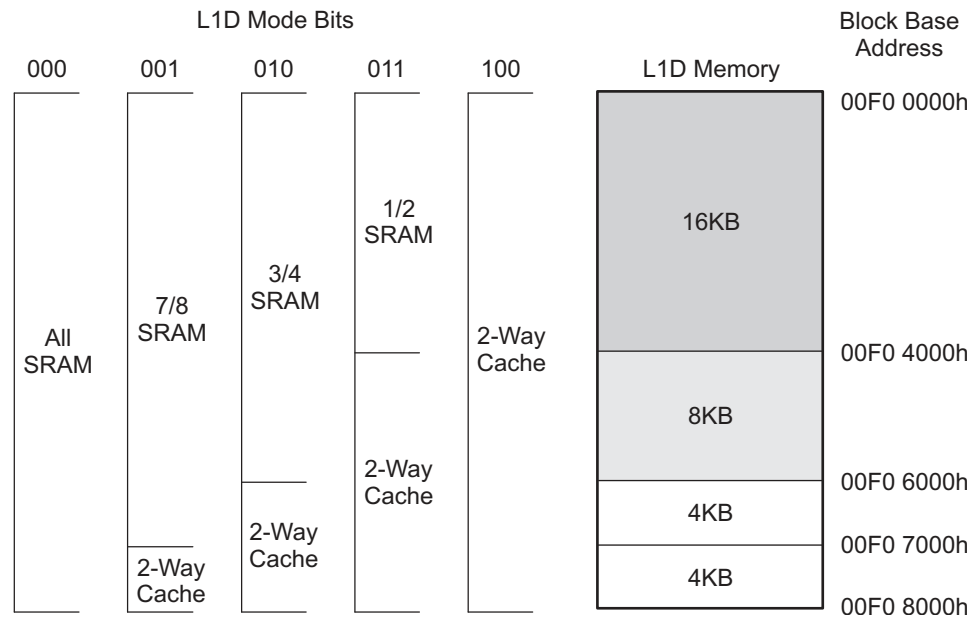 L1D Mode Bits
Block Base
Address
000 001 010 011 100 L1D Memory
00F0 0000h
1/2
SRAM
16KB
3/4
SRAM
7/8
SRAM
All
SRAM
2-Way
Cache
00F0 4000h
8KB
2-Way
Cache
00F0 6000h
4KB
2-Way
Cache
00F0 7000h
2-Way
Cache
4KB
00F0 8000h